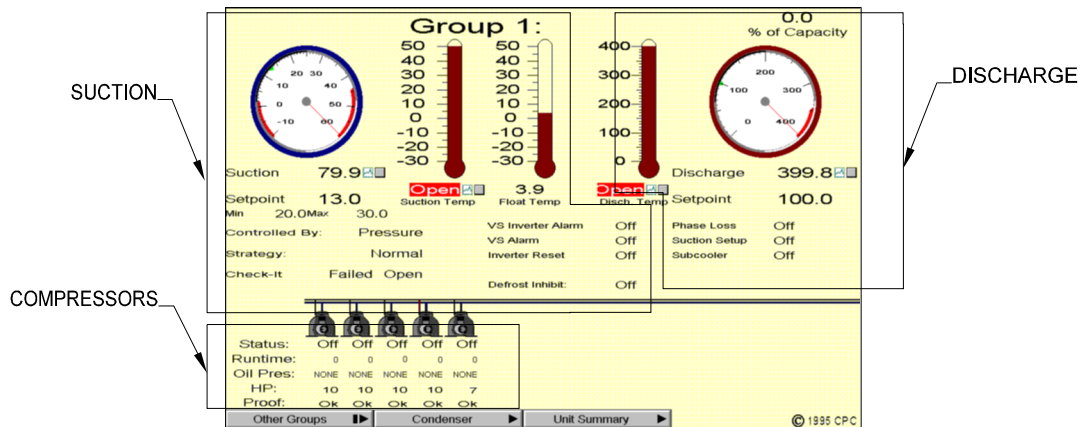 Group 1:
0.0
% of Capacity
SUCTION
DISCHARGE
COMPRESSORS
-10 0 10 20 30 40 50 60
50 40 30 20 10 0 -10 -20 -30
50 40 30 20 10 0 -10 -20 -30
400 300 200 100 0
0 100 200 300 400
Suction 79.9
Open
Suction Temp
3.9
Float Temp
Open
Disch. Temp
Discharge 399.8
Setpoint 13.0
Setpoint 100.0
Min 20.0 Max 30.0
Controlled By: Pressure
Strategy: Normal
Check-It Failed Open
VS Inverter Alarm Off
VS Alarm Off
Inverter Reset Off
Defrost Inhibit: Off
Phase Loss Off
Suction Setup Off
Subcooler Off
Status: Off Off Off Off Off
Runtime: 0 0 0 0 0
Oil Pres: NONE NONE NONE NONE NONE
HP: 10 10 10 10 7
Proof: Ok Ok Ok Ok Ok
Other Groups Condenser Unit Summary
© 1995 CPC